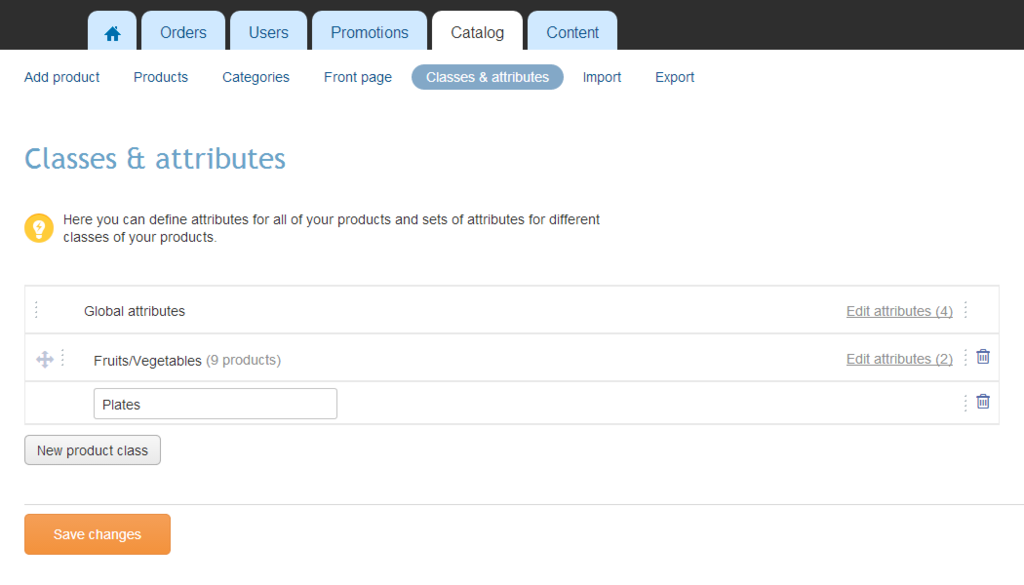 Orders Users Promotions Catalog Content
Add product Products Categories Front page Classes & attributes Import Export
Classes & attributes
Here you can define attributes for all of your products and sets of attributes for different
classes of your products.
Global attributes Edit attributes (4)
Fruits/Vegetables (9 products) Edit attributes (2)
Plates
New product class
Save changes